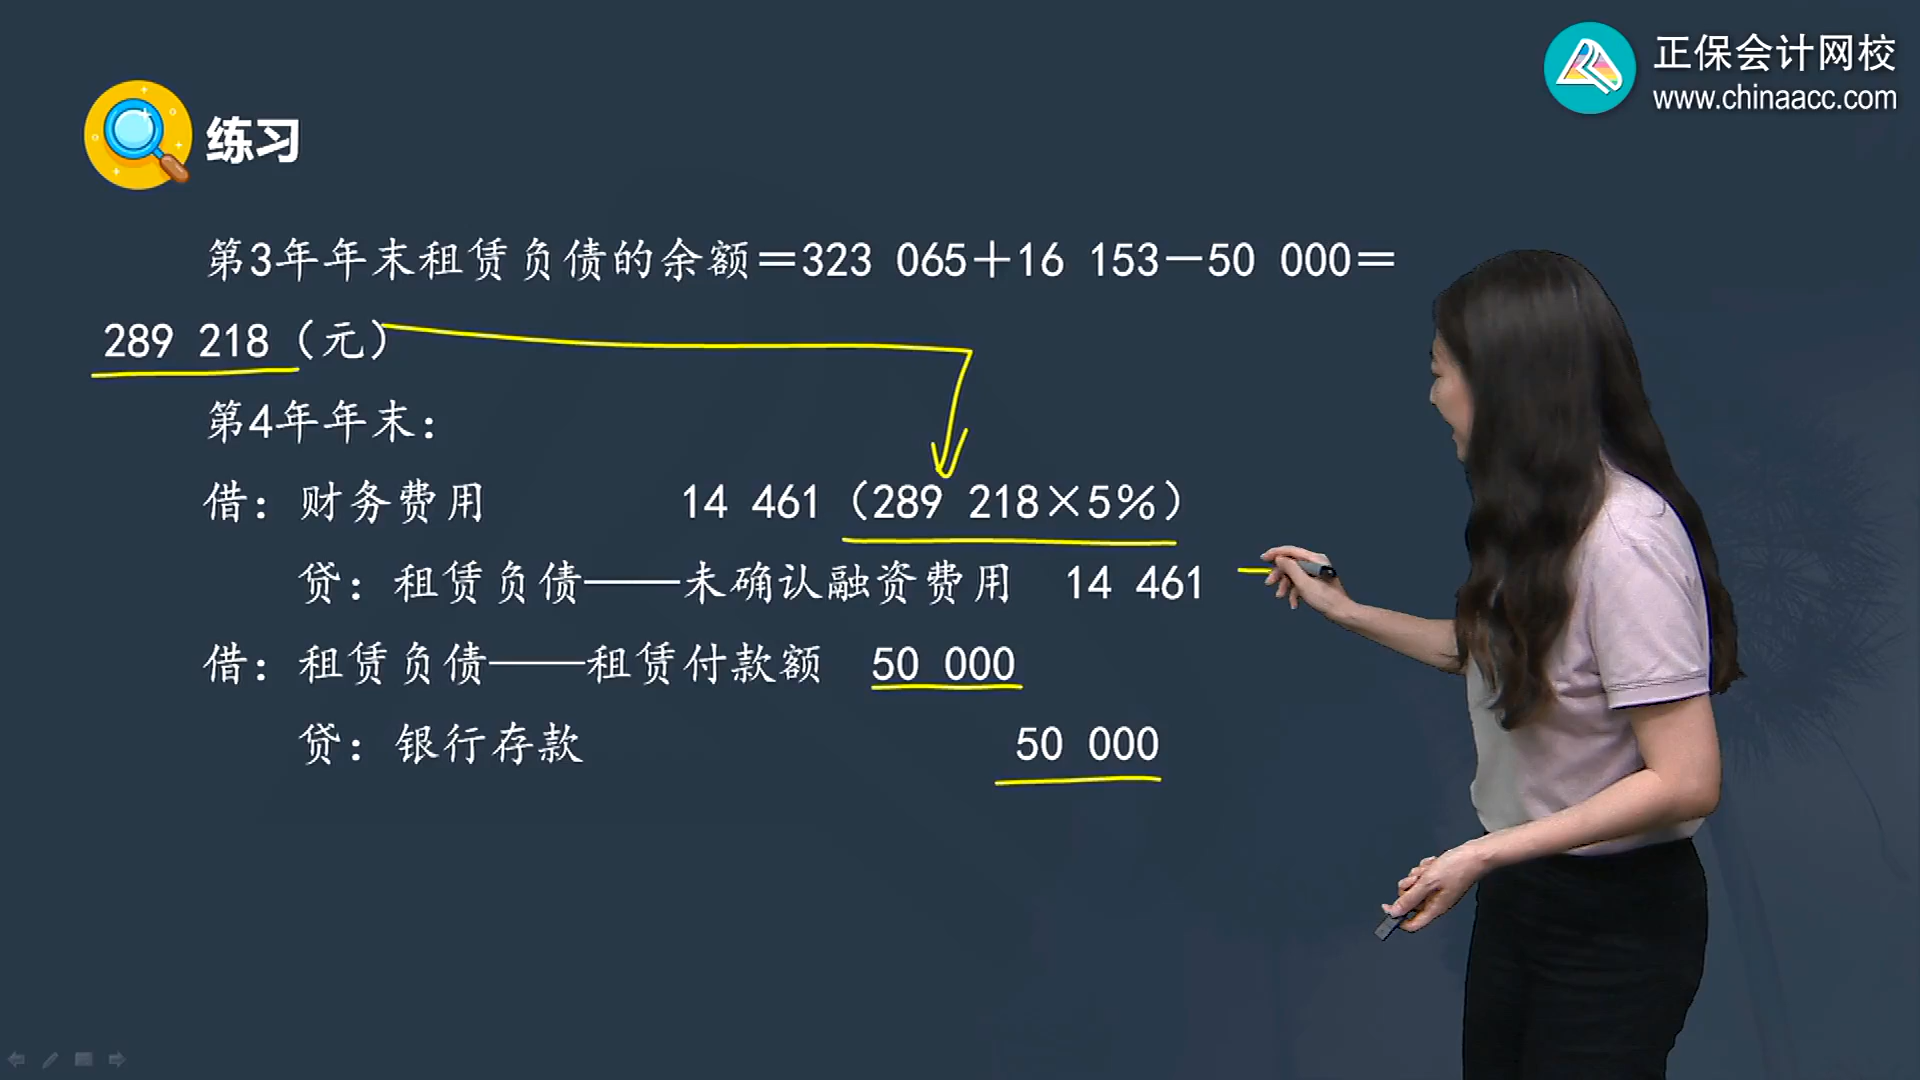 正保会计网校
www.chinaacc.com
练习
第3年年末租赁负债的余额＝323 065＋16 153－50 000＝
289 218（元）
第4年年末：
借：财务费用 14 461（289 218×5%）
贷：租赁负债——未确认融资费用 14 461
借：租赁负债——租赁付款额 50 000
贷：银行存款 50 000